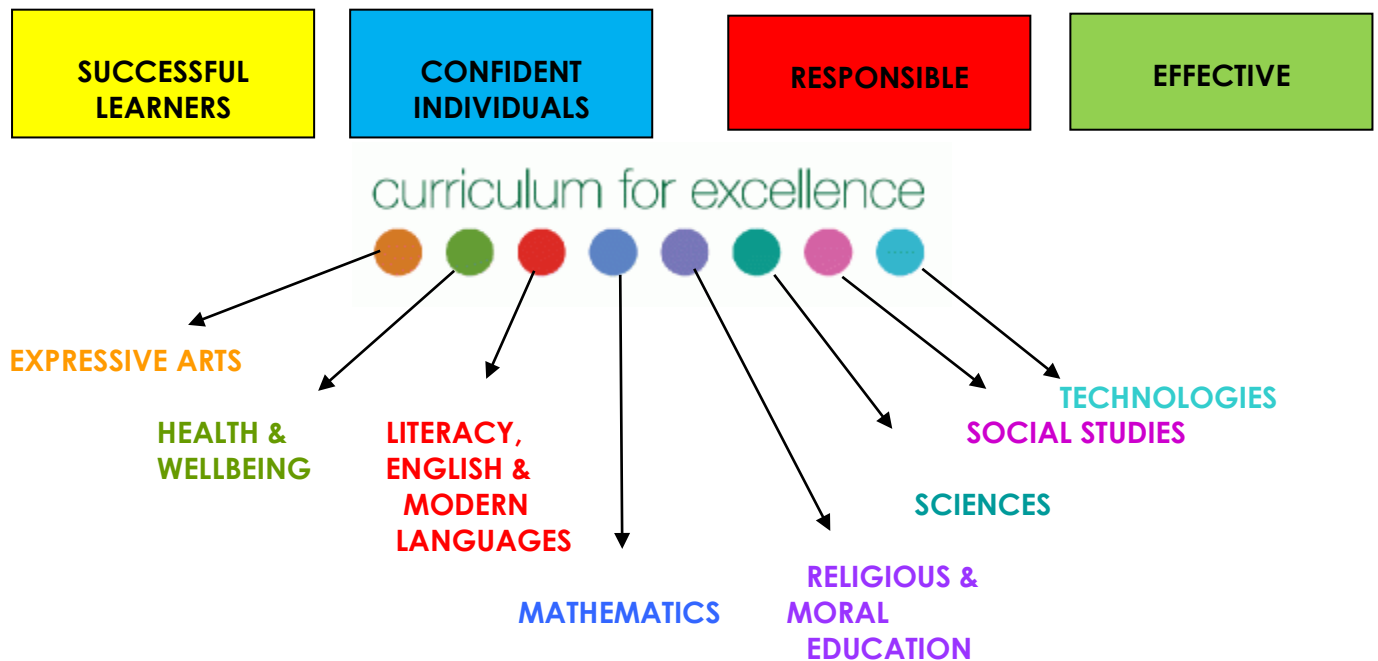 SUCCESSFUL
LEARNERS
CONFIDENT
INDIVIDUALS
RESPONSIBLE
EFFECTIVE
curriculum for excellence
EXPRESSIVE ARTS
HEALTH &
WELLBEING
LITERACY,
ENGLISH &
MODERN
LANGUAGES
MATHEMATICS
RELIGIOUS &
MORAL
EDUCATION
SCIENCES
SOCIAL STUDIES
TECHNOLOGIES